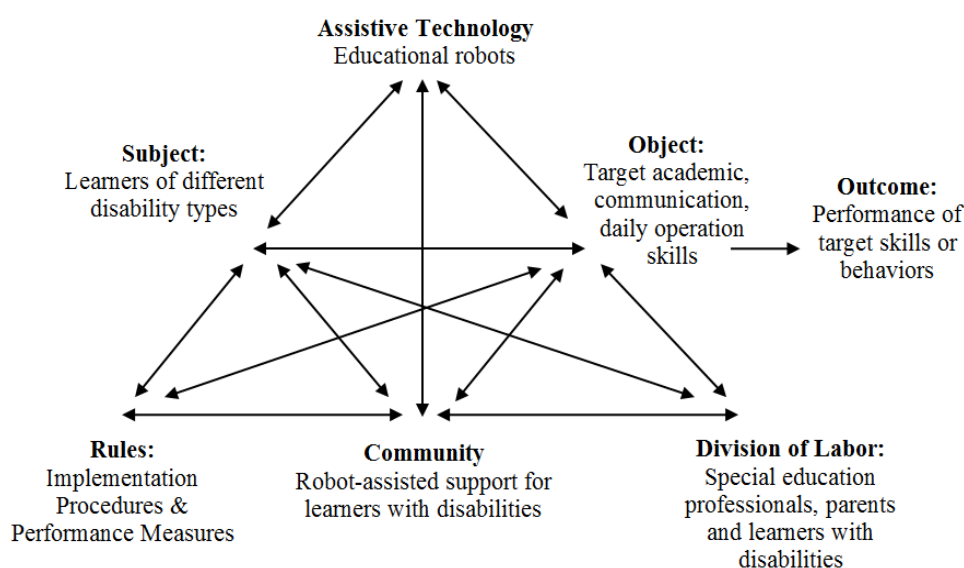 Assistive Technology
Educational robots
Subject:
Learners of different
disability types
Object:
Target academic,
communication,
daily operation
skills
Outcome:
Performance of
target skills or
behaviors
Rules:
Implementation
Procedures &
Performance Measures
Community
Robot-assisted support for
learners with disabilities
Division of Labor:
Special education
professionals, parents
and learners with
disabilities